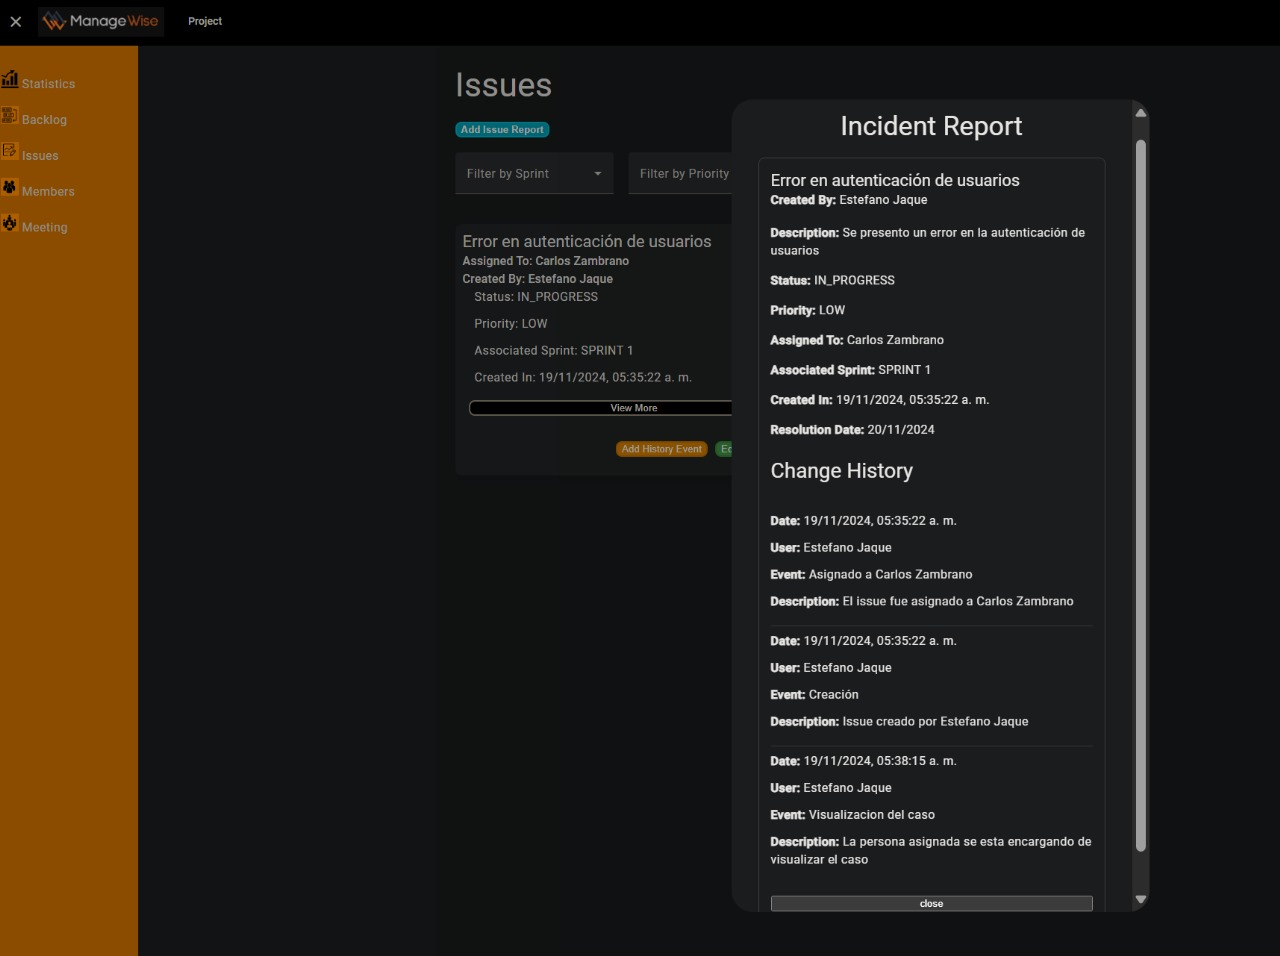 ManageWise
Project
Statistics
Backlog
Issues
Members
Meeting
Issues
Add Issue Report
Filter by Sprint
Filter by Priority
Error en autenticación de usuarios
Assigned To: Carlos Zambrano
Created By: Estefano Jaque
Status: IN_PROGRESS
Priority: LOW
Associated Sprint: SPRINT 1
Created In: 19/11/2024, 05:35:22 a. m.
View More
Add History Event
Incident Report
Error en autenticación de usuarios
Created By: Estefano Jaque
Description: Se presento un error en la autenticación de
usuarios
Status: IN_PROGRESS
Priority: LOW
Assigned To: Carlos Zambrano
Associated Sprint: SPRINT 1
Created In: 19/11/2024, 05:35:22 a. m.
Resolution Date: 20/11/2024
Change History
Date: 19/11/2024, 05:35:22 a. m.
User: Estefano Jaque
Event: Asignado a Carlos Zambrano
Description: El issue fue asignado a Carlos Zambrano
Date: 19/11/2024, 05:35:22 a. m.
User: Estefano Jaque
Event: Creación
Description: Issue creado por Estefano Jaque
Date: 19/11/2024, 05:38:15 a. m.
User: Estefano Jaque
Event: Visualizacion del caso
Description: La persona asignada se esta encargando de
visualizar el caso
close